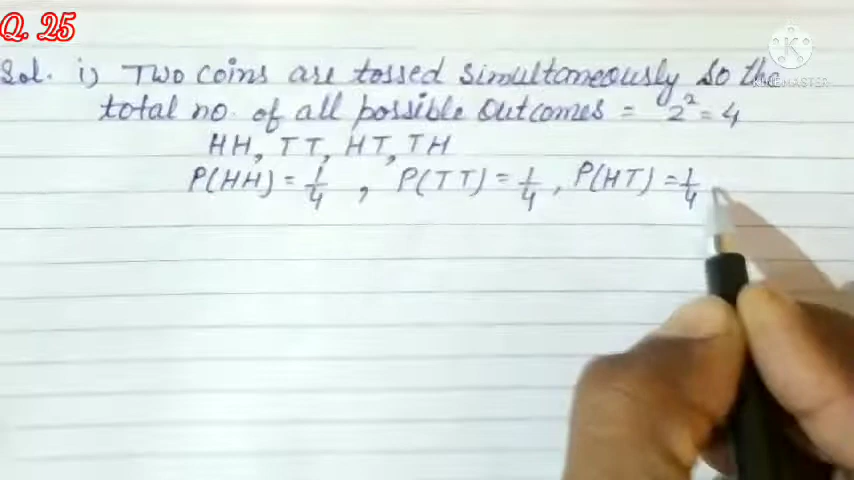 Q. 25
KINEMASTER
Sol. i) Two coins are tossed simultaneously so the
total no. of all possible outcomes = 2² = 4
HH, TT, HT, TH
P(HH) = 1/4 , P(TT) = 1/4 , P(HT) = 1/4